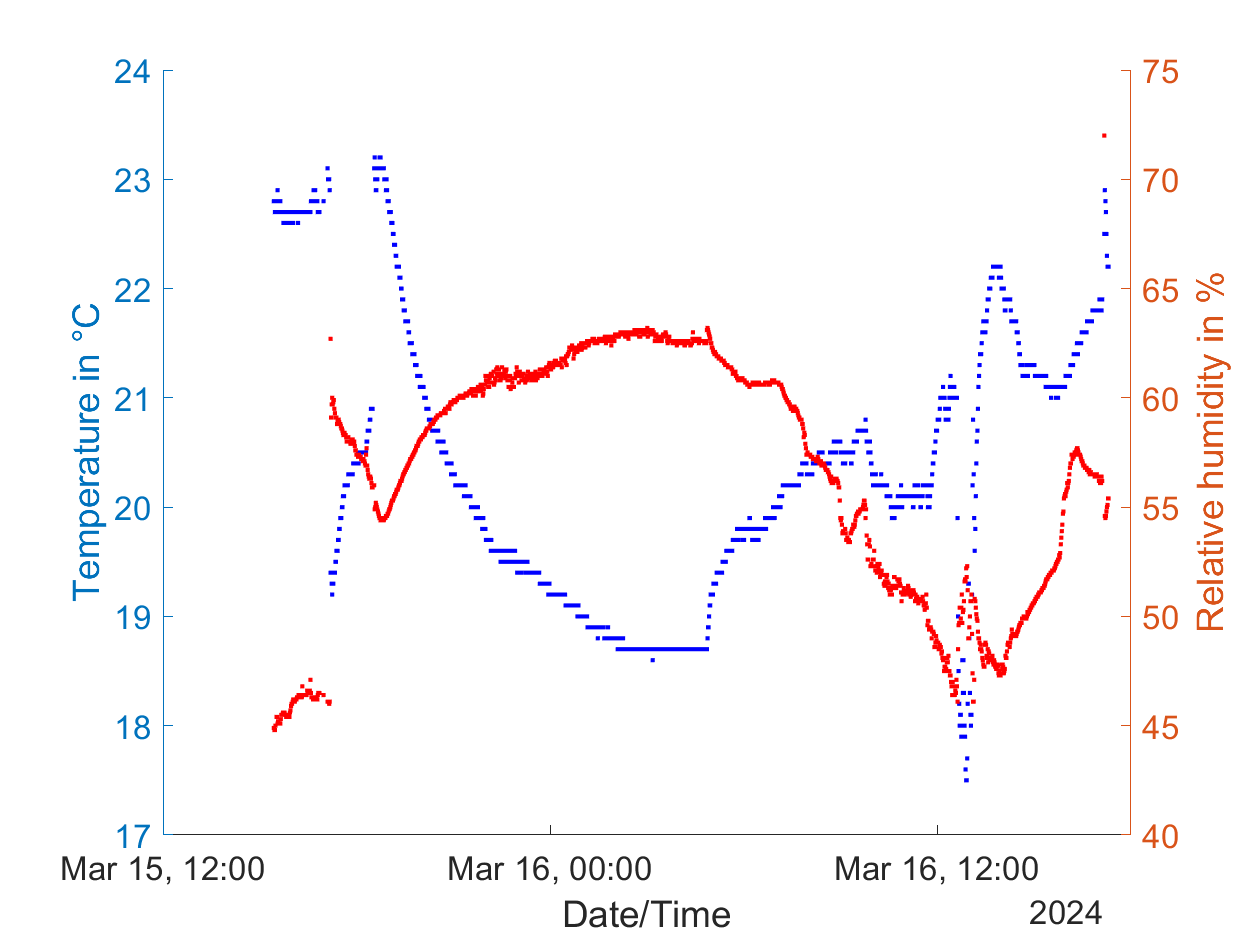 24
23
22
21
20
19
18
17
Temperature in °C
75
70
65
60
55
50
45
40
Relative humidity in %
Mar 15, 12:00
Mar 16, 00:00
Mar 16, 12:00
Date/Time
2024